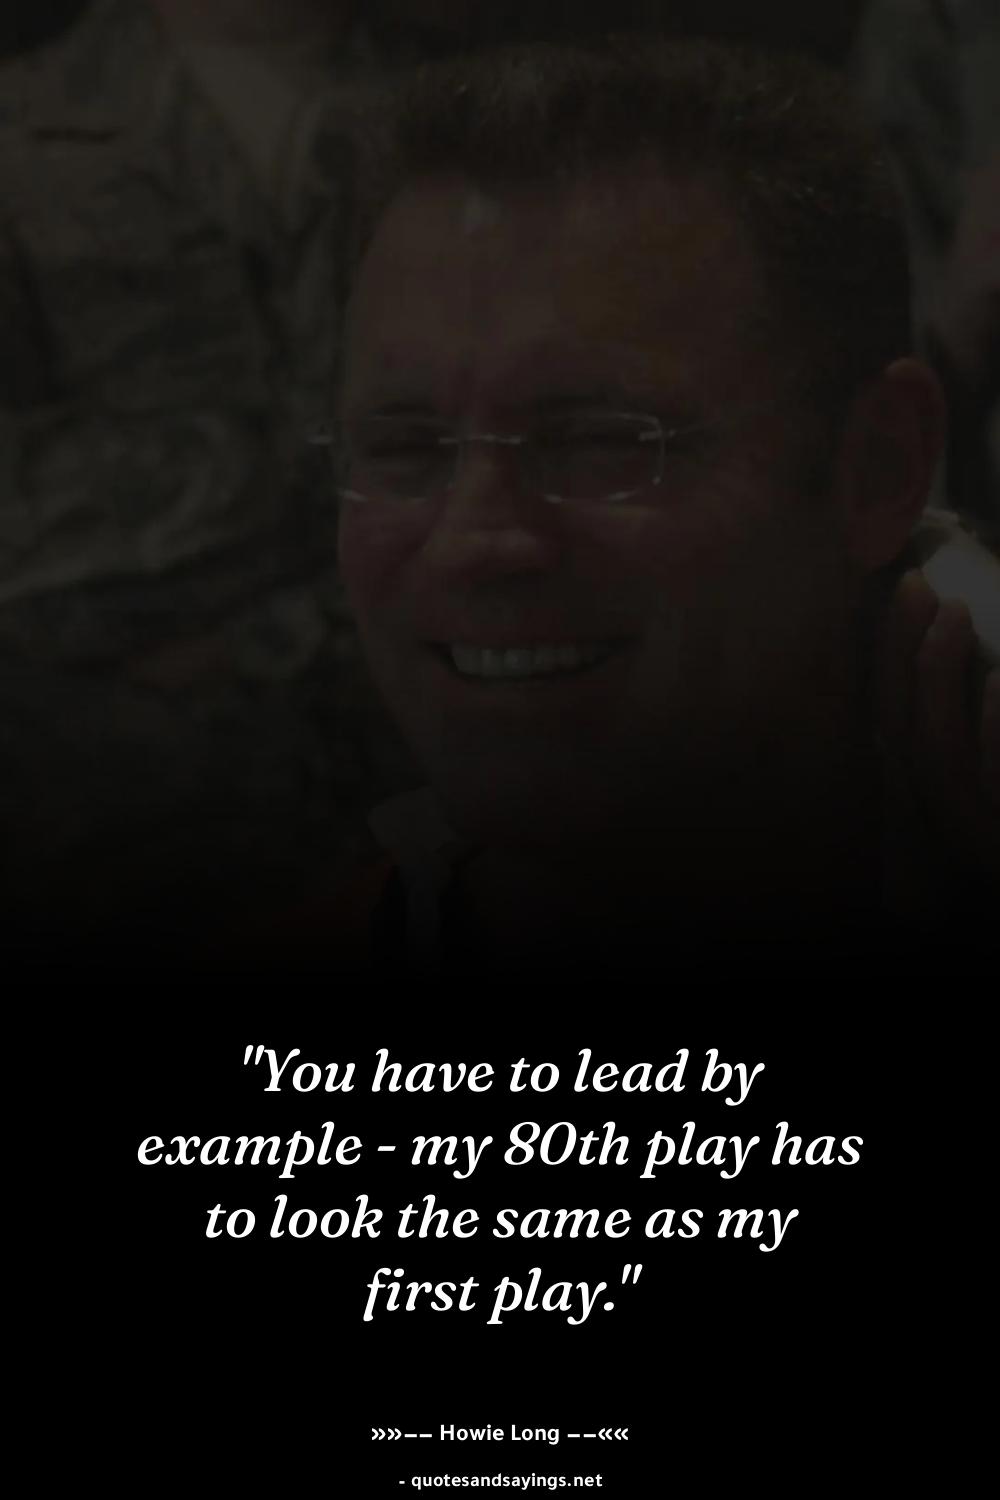 "You have to lead by
example - my 80th play has
to look the same as my
first play."
»»–– Howie Long ––««
- quotesandsayings.net